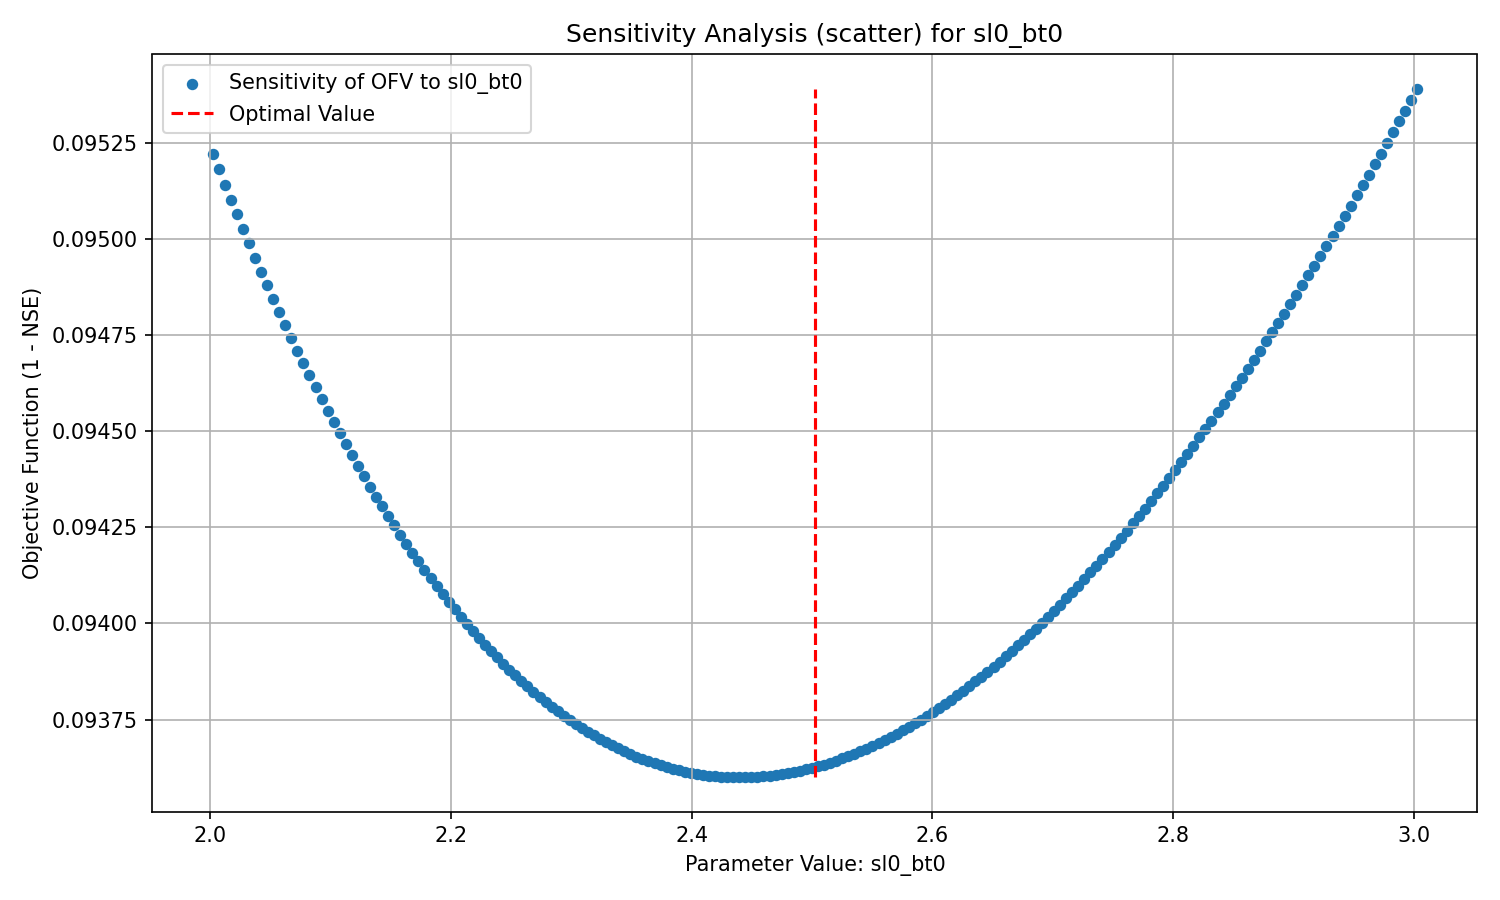 Sensitivity Analysis (scatter) for sl0_bt0
Sensitivity of OFV to sl0_bt0
Optimal Value
Objective Function (1 - NSE)
0.09525
0.09500
0.09475
0.09450
0.09425
0.09400
0.09375
2.0 2.2 2.4 2.6 2.8 3.0
Parameter Value: sl0_bt0